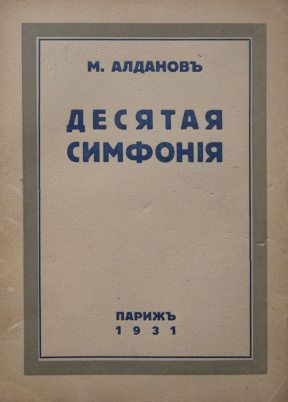 М. АЛДАНОВЪ
ДЕСЯТАЯ
СИМФОНІЯ
ПАРИЖЪ
1931